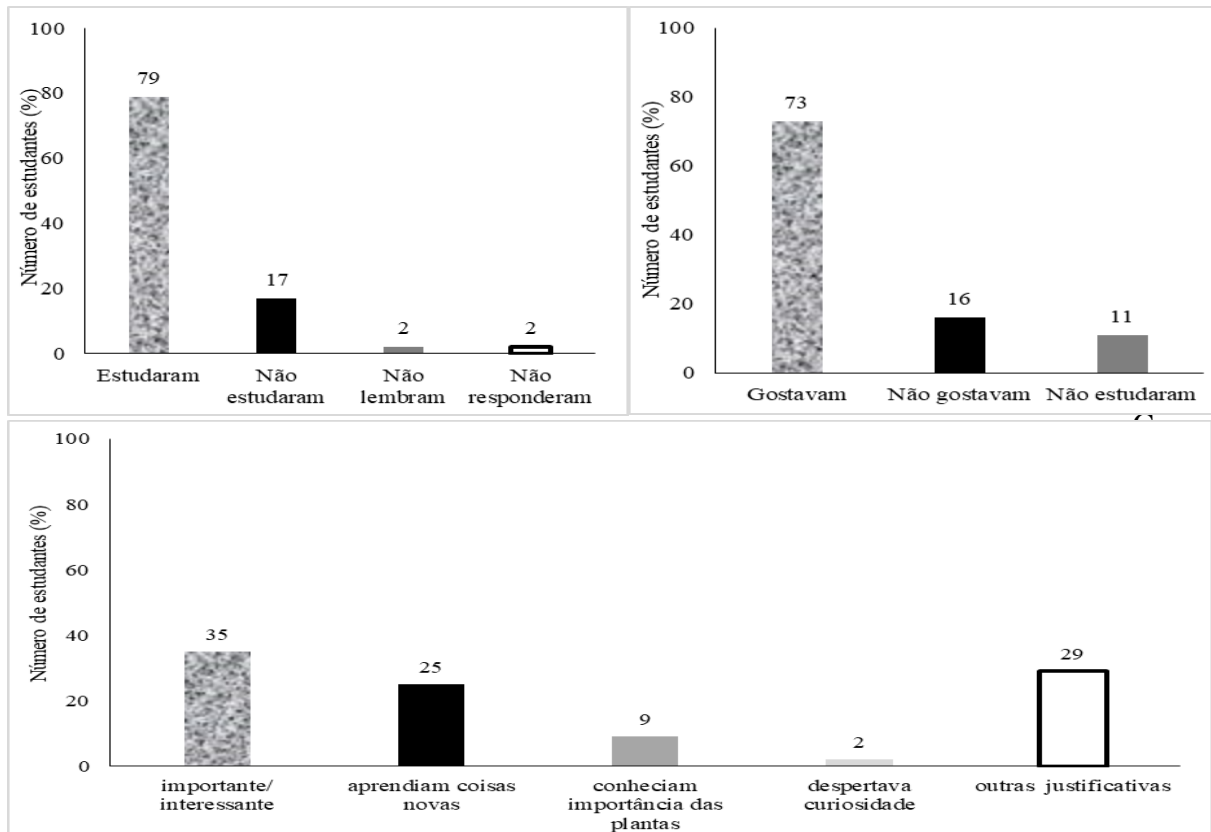 100
80
60
40
20
0
Número de estudantes (%)
79
17
2
2
Estudaram
Não
estudaram
Não
lembram
Não
responderam
100
80
60
40
20
0
Número de estudantes (%)
73
16
11
Gostavam
Não gostavam
Não estudaram
100
80
60
40
20
0
Número de estudantes (%)
35
25
9
2
29
importante/
interessante
aprendiam coisas
novas
conheciam
importância das
plantas
despertava
curiosidade
outras justificativas